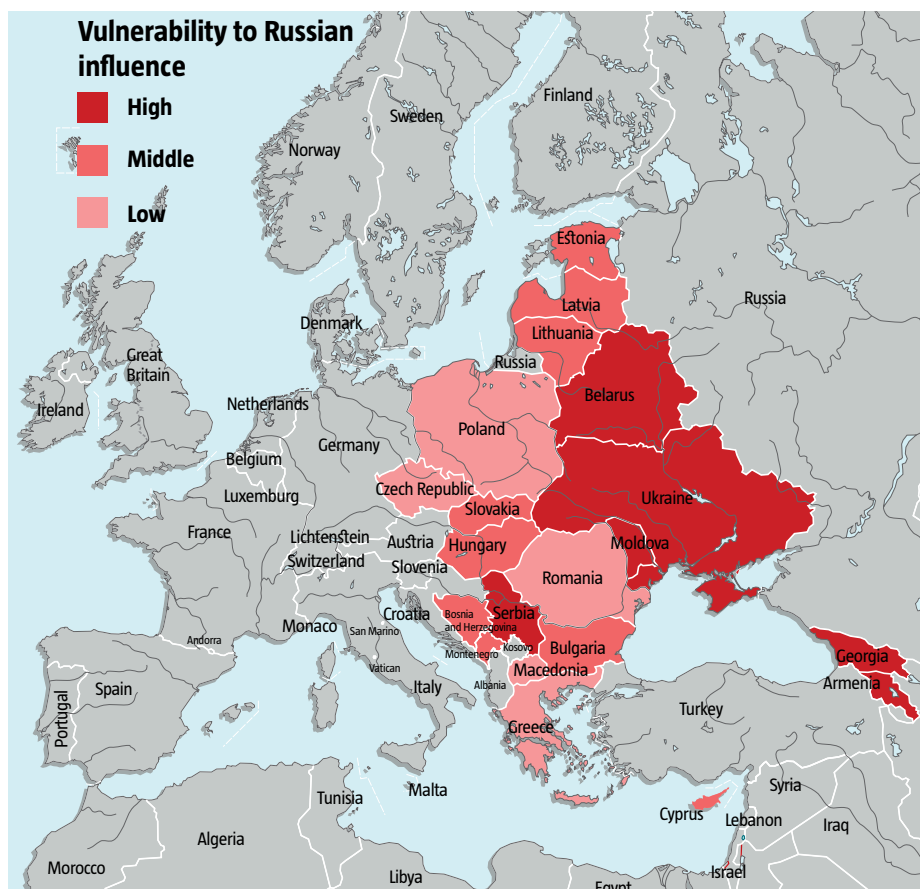 Vulnerability to Russian
influence
High
Middle
Low
Finland
Sweden
Norway
Estonia
Russia
Latvia
Denmark
Lithuania
Russia
Great
Britain
Belarus
Ireland
Netherlands
Poland
Germany
Belgium
Czech Republic
Luxemburg
Ukraine
Slovakia
France
Lichtenstein
Austria
Moldova
Hungary
Switzerland
Slovenia
Romania
Croatia
Bosnia
and Herzegovina
Serbia
Monaco
San Marino
Andorra
Kosovo
Bulgaria
Montenegro
Georgia
Vatican
Macedonia
Armenia
Albania
Spain
Italy
Portugal
Turkey
Greece
Syria
Malta
Tunisia
Cyprus
Lebanon
Iraq
Algeria
Morocco
Israel
Libya
Egypt